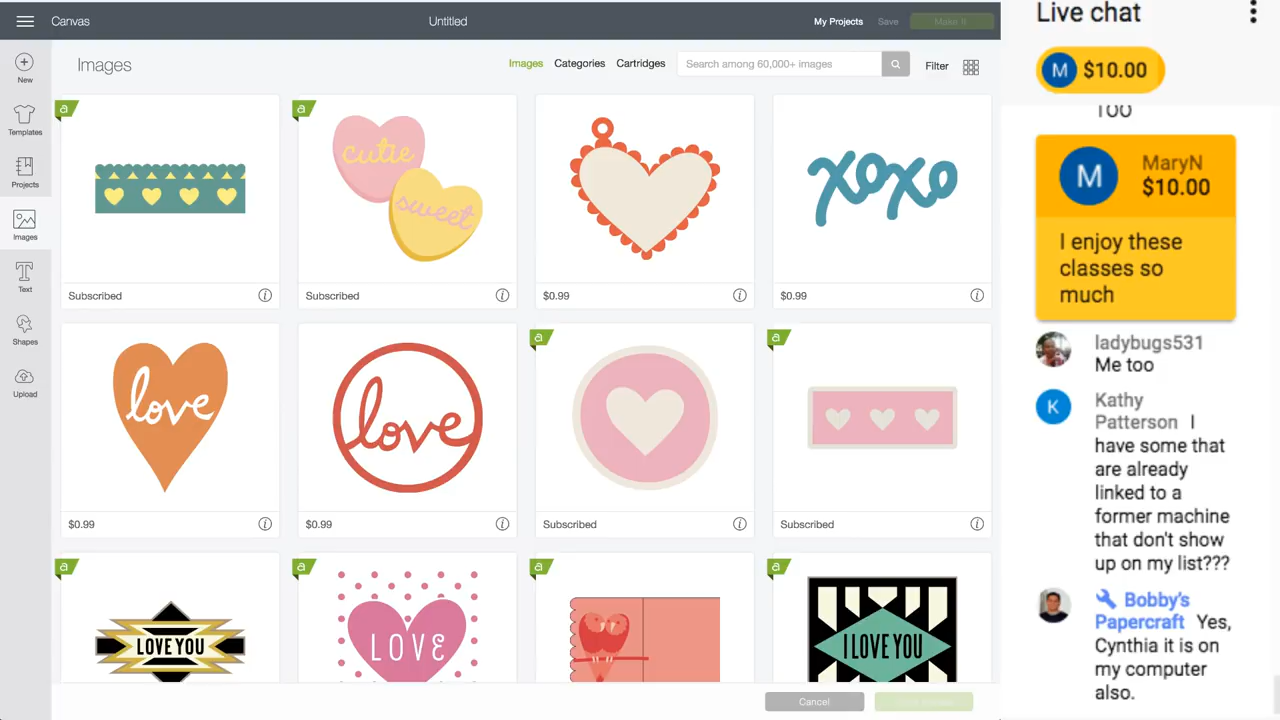 Canvas
Untitled
My Projects
Save
Make It
New
Templates
Projects
Images
Text
Shapes
Upload
Images
Images
Categories
Cartridges
Search among 60,000+ images
Filter
a
a
cutie
sweet
xoxo
Subscribed
Subscribed
$0.99
$0.99
love
love
a
a
$0.99
$0.99
Subscribed
Subscribed
a
a
a
a
I LOVE YOU
LOVE
I LOVE YOU
Cancel
Live chat
M $10.00
TOO
M
MaryN
$10.00
I enjoy these
classes so
much
ladybugs531
Me too
K
Kathy
Patterson I
have some that
are already
linked to a
former machine
that don't show
up on my list???
Bobby's
Papercraft Yes,
Cynthia it is on
my computer
also.